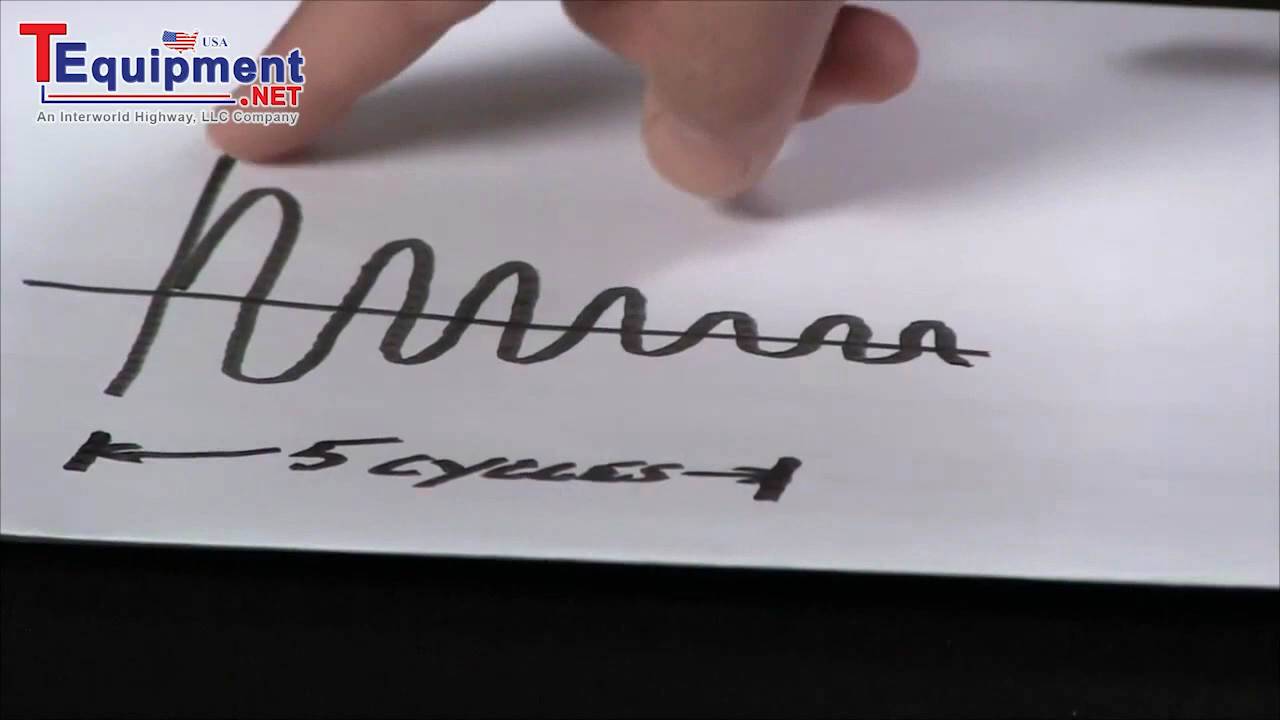 USA
TEquipment
.NET
An Interworld Highway, LLC Company
5 CYCLES